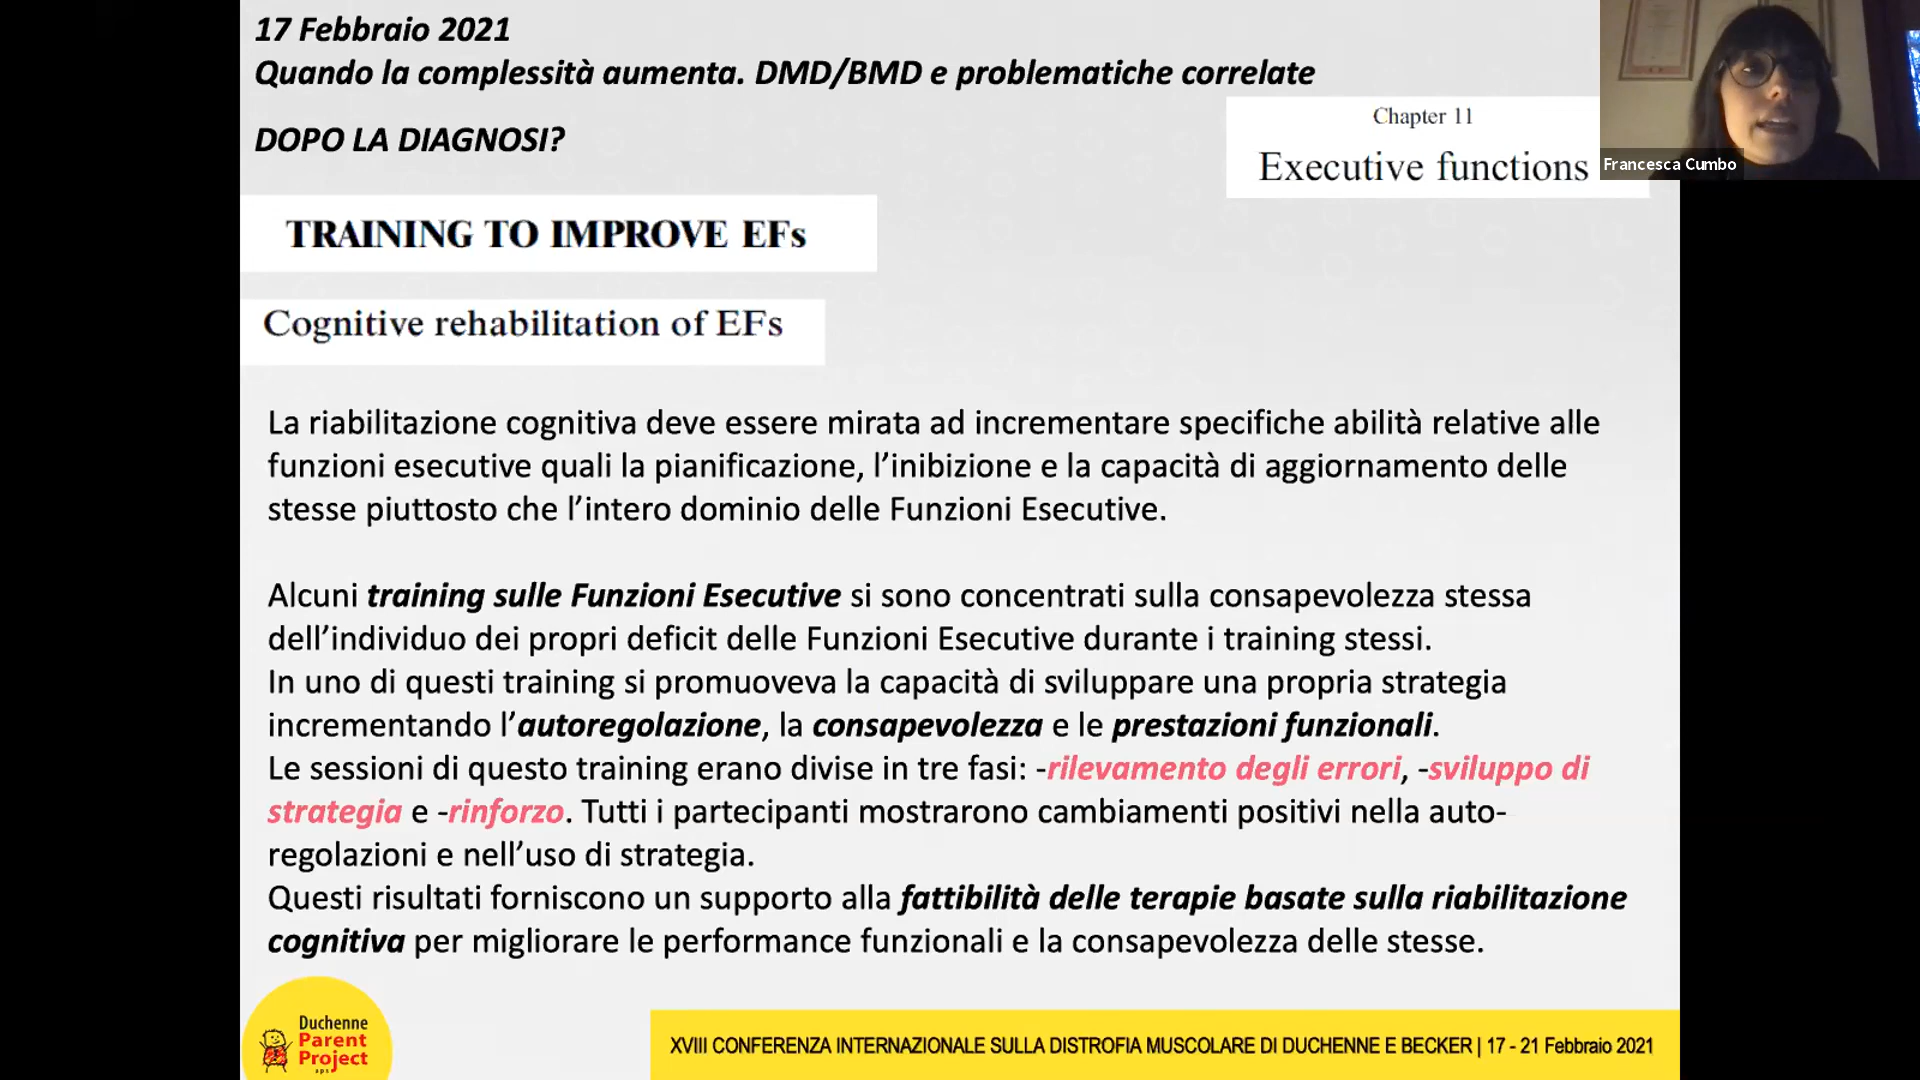 17 Febbraio 2021
Quando la complessità aumenta. DMD/BMD e problematiche correlate
DOPO LA DIAGNOSI?
Chapter 11
Executive functions
Francesca Cumbo
TRAINING TO IMPROVE EFs
Cognitive rehabilitation of EFs
La riabilitazione cognitiva deve essere mirata ad incrementare specifiche abilità relative alle
funzioni esecutive quali la pianificazione, l’inibizione e la capacità di aggiornamento delle
stesse piuttosto che l’intero dominio delle Funzioni Esecutive.
Alcuni training sulle Funzioni Esecutive si sono concentrati sulla consapevolezza stessa
dell’individuo dei propri deficit delle Funzioni Esecutive durante i training stessi.
In uno di questi training si promuoveva la capacità di sviluppare una propria strategia
incrementando l’autoregolazione, la consapevolezza e le prestazioni funzionali.
Le sessioni di questo training erano divise in tre fasi: -rilevamento degli errori, -sviluppo di
strategia e -rinforzo. Tutti i partecipanti mostrarono cambiamenti positivi nella auto-
regolazioni e nell’uso di strategia.
Questi risultati forniscono un supporto alla fattibilità delle terapie basate sulla riabilitazione
cognitiva per migliorare le performance funzionali e la consapevolezza delle stesse.
Duchenne
Parent
Project
aps
XVIII CONFERENZA INTERNAZIONALE SULLA DISTROFIA MUSCOLARE DI DUCHENNE E BECKER | 17 - 21 Febbraio 2021